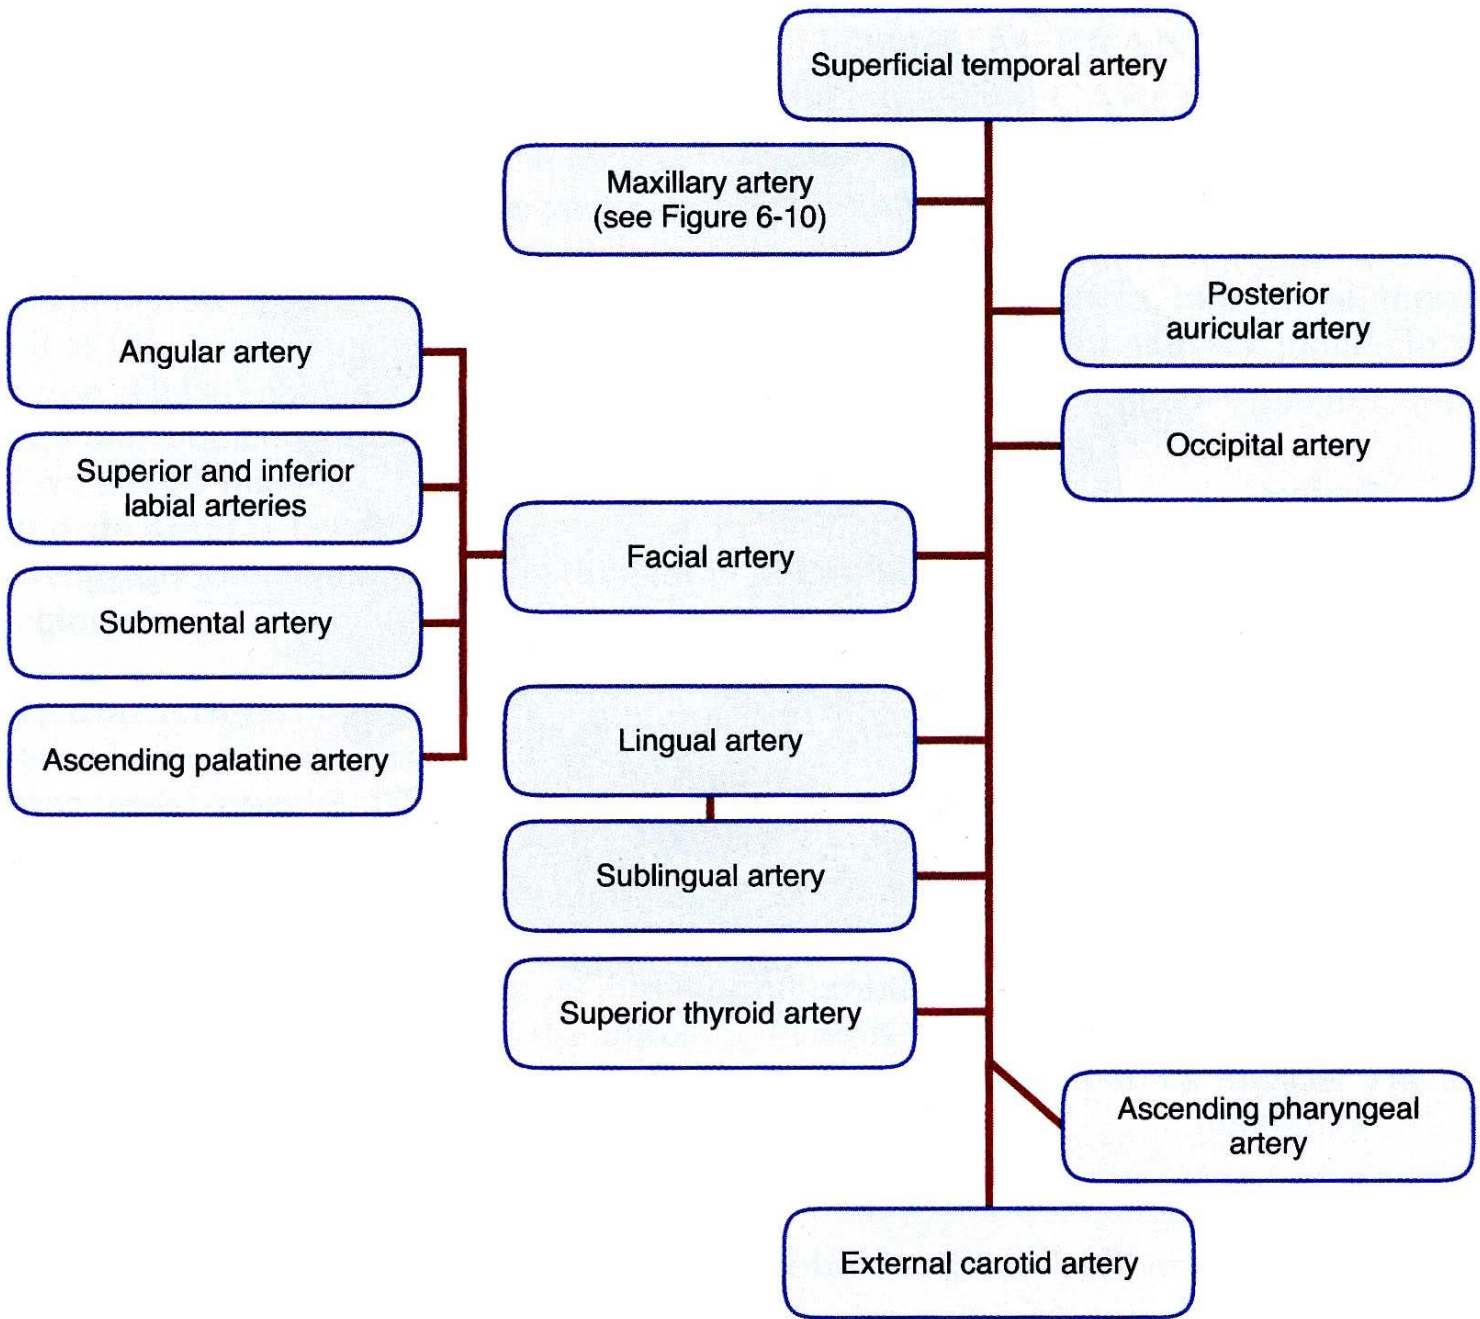 Superficial temporal artery
Maxillary artery
(see Figure 6-10)
Posterior
auricular artery
Angular artery
Occipital artery
Superior and inferior
labial arteries
Facial artery
Submental artery
Lingual artery
Ascending palatine artery
Sublingual artery
Superior thyroid artery
Ascending pharyngeal
artery
External carotid artery